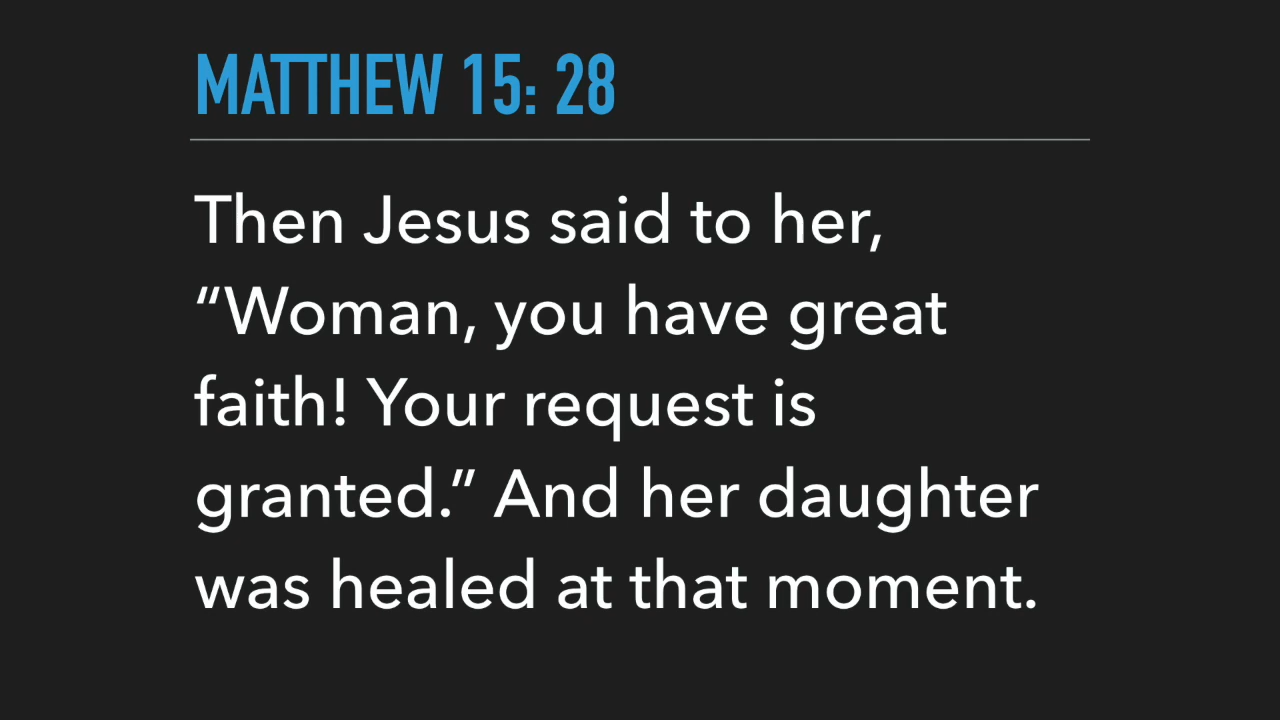 MATTHEW 15: 28
Then Jesus said to her,
“Woman, you have great
faith! Your request is
granted.” And her daughter
was healed at that moment.